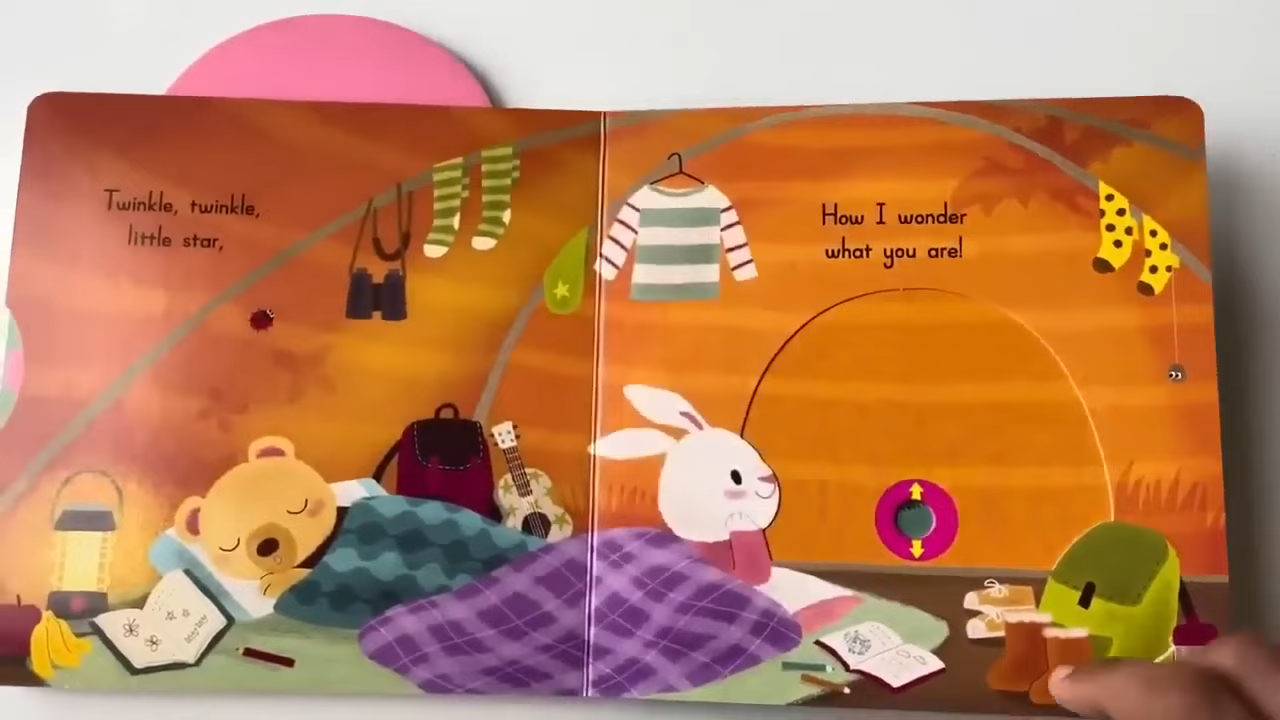 Twinkle, twinkle,
little star,
How I wonder
what you are!